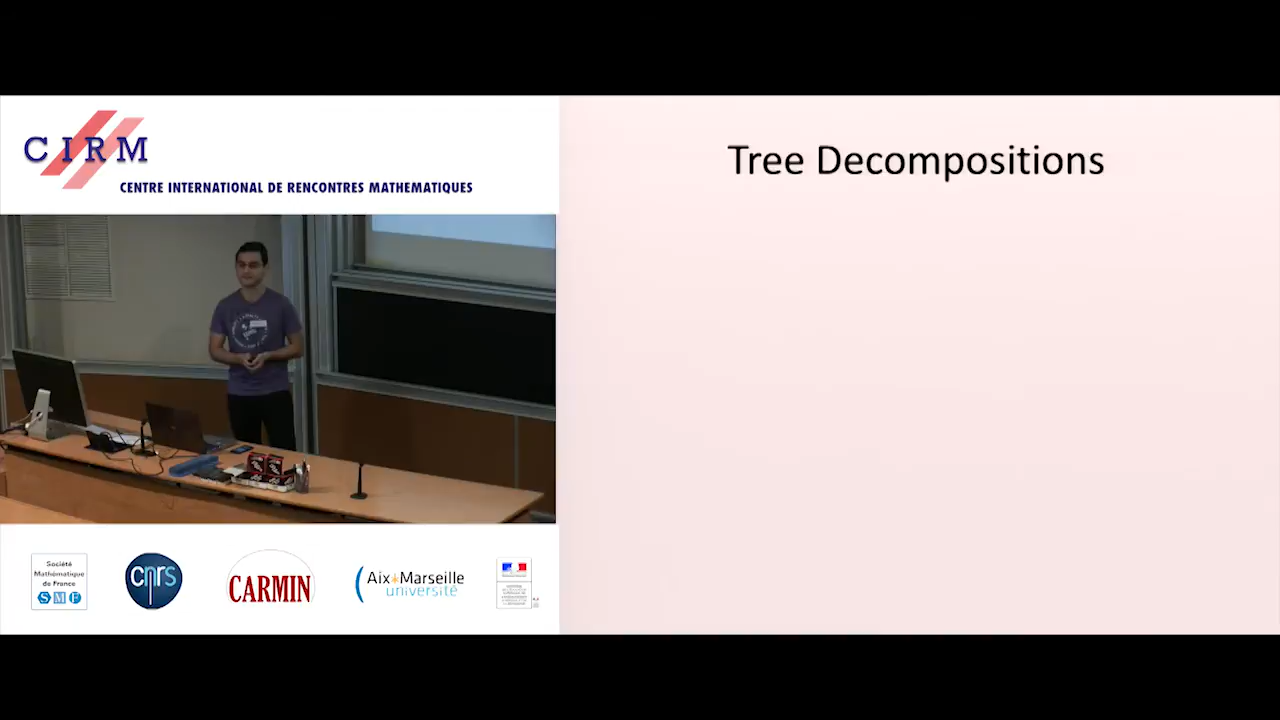 CIRM
CENTRE INTERNATIONAL DE RENCONTRES MATHEMATIQUES
Tree Decompositions
Société
Mathématique
de France
SMF
cnrs
CARMIN
Aix*Marseille
université